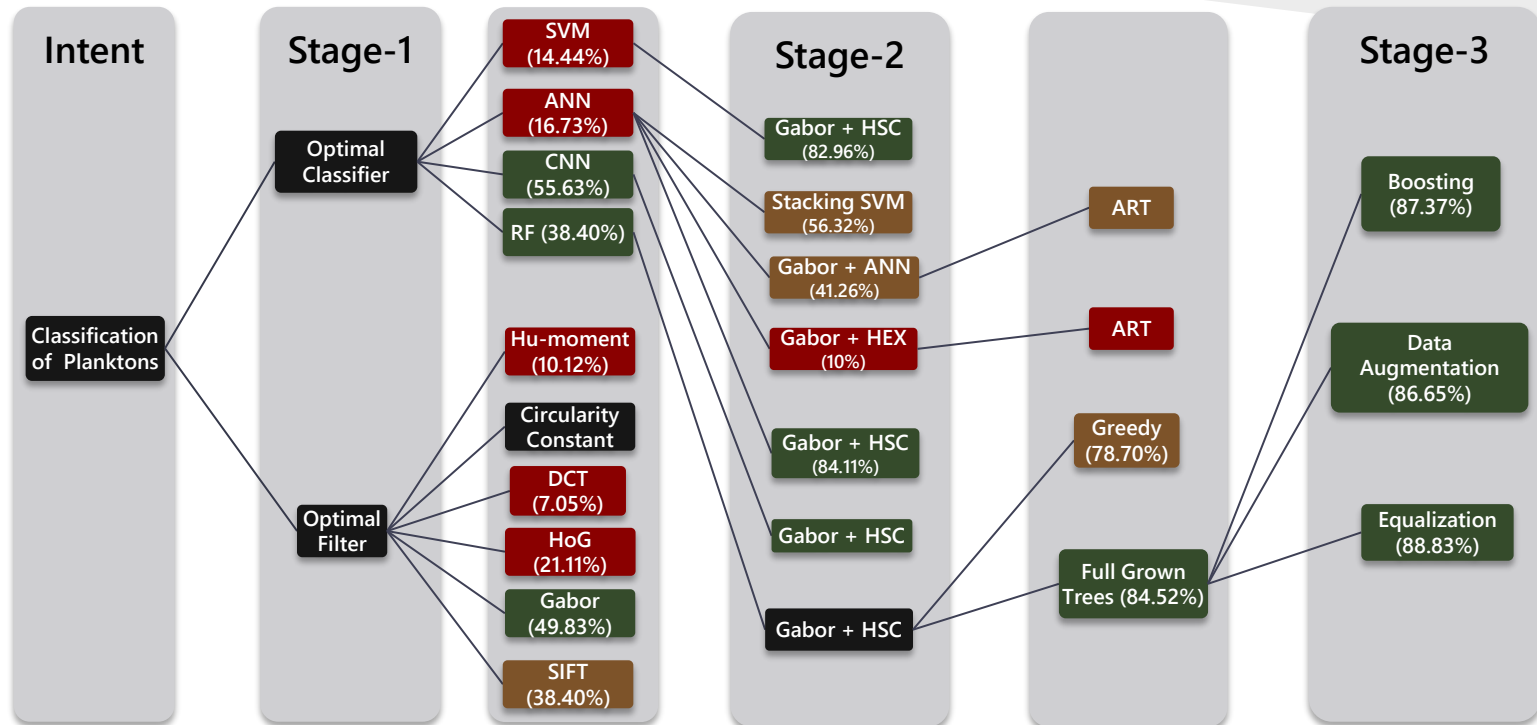 Intent
Classification
of Planktons
Stage-1
Optimal
Classifier
Optimal
Filter
SVM
(14.44%)
ANN
(16.73%)
CNN
(55.63%)
RF (38.40%)
Hu-moment
(10.12%)
Circularity
Constant
DCT
(7.05%)
HoG
(21.11%)
Gabor
(49.83%)
SIFT
(38.40%)
Stage-2
Gabor + HSC
(82.96%)
Stacking SVM
(56.32%)
Gabor + ANN
(41.26%)
Gabor + HEX
(10%)
Gabor + HSC
(84.11%)
Gabor + HSC
Gabor + HSC
ART
ART
Greedy
(78.70%)
Full Grown
Trees (84.52%)
Stage-3
Boosting
(87.37%)
Data
Augmentation
(86.65%)
Equalization
(88.83%)